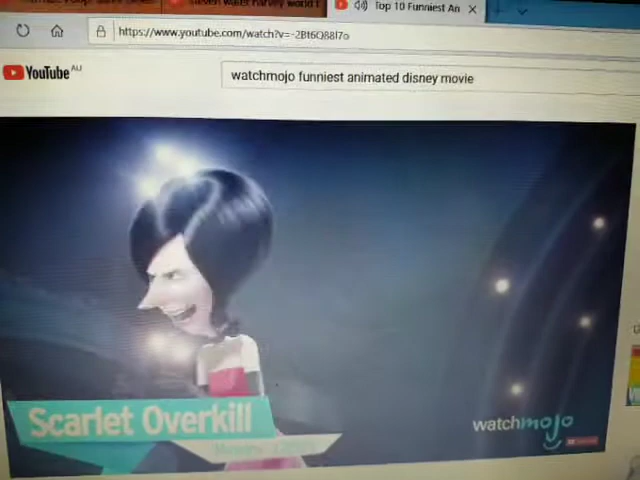 Top 10 Funniest An
https://www.youtube.com/watch?v=-2Bt6Q88l7o
YouTube AU
watchmojo funniest animated disney movie
Scarlet Overkill
watchmojo